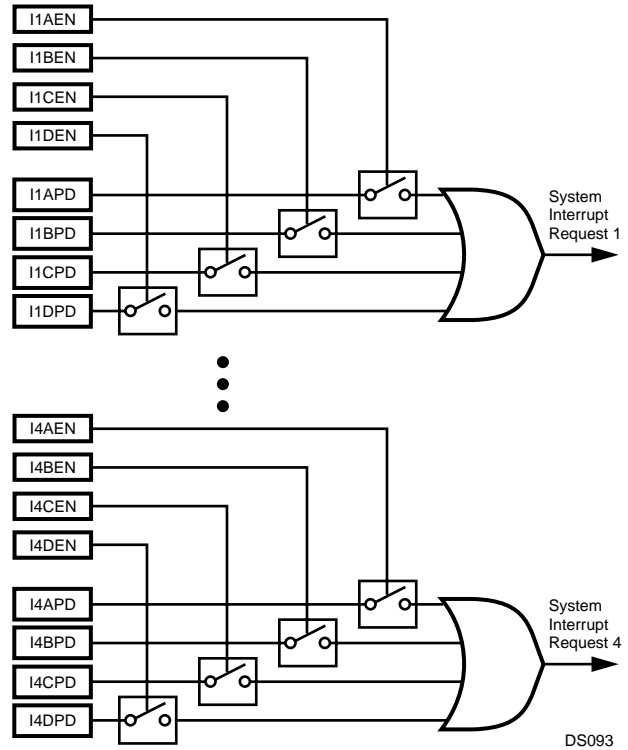 I1AEN
I1BEN
I1CEN
I1DEN
I1APD
I1BPD
I1CPD
I1DPD
System
Interrupt
Request 1
I4AEN
I4BEN
I4CEN
I4DEN
I4APD
I4BPD
I4CPD
I4DPD
System
Interrupt
Request 4
DS093